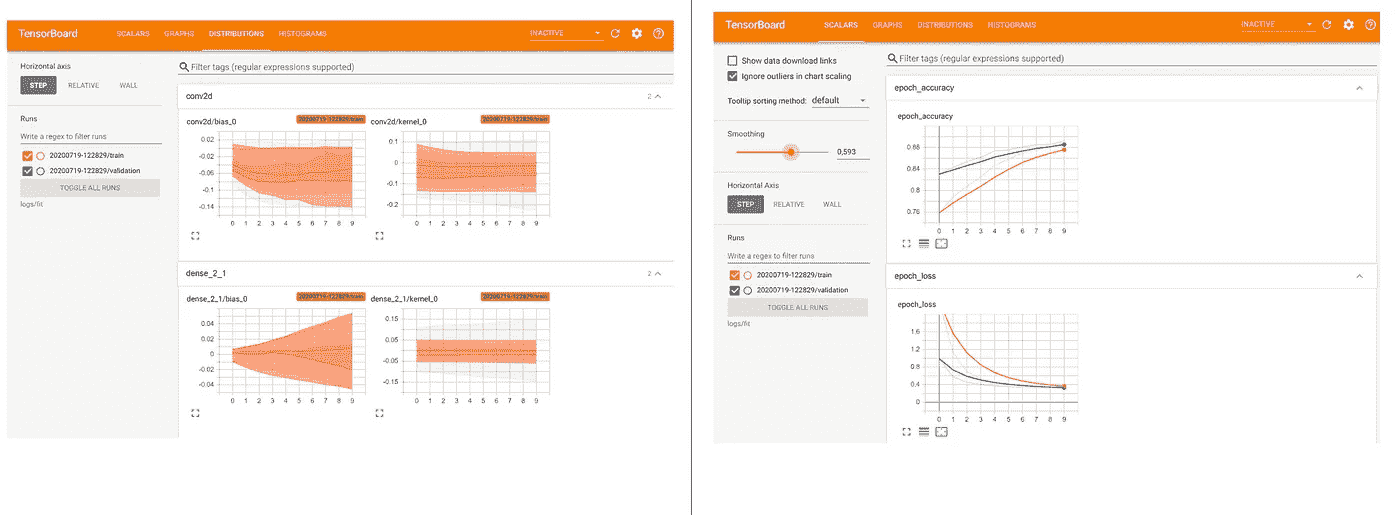 TensorBoard SCALARS GRAPHS DISTRIBUTIONS HISTOGRAMS INACTIVE
Horizontal axis
STEP RELATIVE WALL
Runs
Write a regex to filter runs
20200719-122829/train
20200719-122829/validation
TOGGLE ALL RUNS
logs/fit
Filter tags (regular expressions supported)
conv2d 2
conv2d/bias_0 20200719-122829/train conv2d/kernel_0 20200719-122829/train
0.02
-0.02
-0.06
-0.1
-0.14
0 1 2 3 4 5 6 7 8 9
0.1
0
-0.1
-0.2
0 1 2 3 4 5 6 7 8 9
dense_2_1 2
dense_2_1/bias_0 20200719-122829/train dense_2_1/kernel_0 20200719-122829/train
0.04
0.02
0
-0.02
-0.04
0 1 2 3 4 5 6 7 8 9
0.15
0.05
-0.05
-0.15
0 1 2 3 4 5 6 7 8 9
TensorBoard SCALARS GRAPHS DISTRIBUTIONS HISTOGRAMS INACTIVE
Show data download links
Ignore outliers in chart scaling
Tooltip sorting method: default
Smoothing
0,593
Horizontal Axis
STEP RELATIVE WALL
Runs
Write a regex to filter runs
20200719-122829/train
20200719-122829/validation
TOGGLE ALL RUNS
logs/fit
Filter tags (regular expressions supported)
epoch_accuracy
epoch_accuracy
0.88
0.84
0.8
0.76
0 1 2 3 4 5 6 7 8 9
epoch_loss
epoch_loss
1.6
1.2
0.8
0.4
0
0 1 2 3 4 5 6 7 8 9